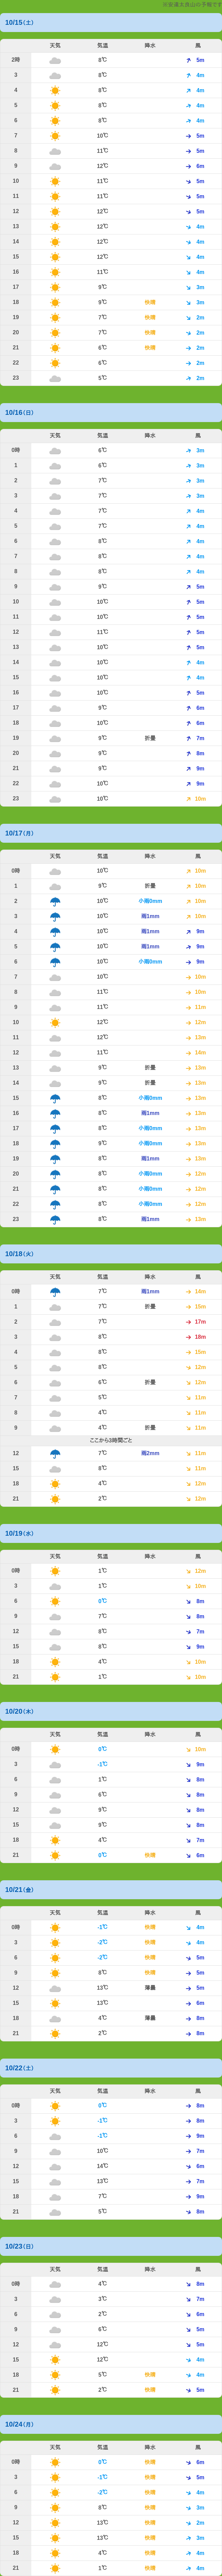 10/15(土)
天気 気温 降水 風
2時 8℃ 5m
3 8℃ 4m
4 8℃ 4m
5 8℃ 4m
6 8℃ 4m
7 10℃ 5m
8 11℃ 5m
9 12℃ 6m
10 11℃ 5m
11 11℃ 5m
12 12℃ 5m
13 12℃ 4m
14 12℃ 4m
15 12℃ 4m
16 11℃ 4m
17 9℃ 3m
18 9℃ 快晴 3m
19 7℃ 快晴 2m
20 7℃ 快晴 2m
21 6℃ 快晴 2m
22 6℃ 2m
23 5℃ 2m
10/16(日)
天気 気温 降水 風
0時 6℃ 3m
1 6℃ 3m
2 7℃ 3m
3 7℃ 3m
4 7℃ 4m
5 7℃ 4m
6 8℃ 4m
7 8℃ 4m
8 8℃ 4m
9 9℃ 5m
10 10℃ 5m
11 10℃ 5m
12 11℃ 5m
13 10℃ 5m
14 10℃ 4m
15 10℃ 4m
16 10℃ 5m
17 9℃ 6m
18 10℃ 6m
19 9℃ 折曇 7m
20 9℃ 8m
21 9℃ 9m
22 10℃ 9m
23 10℃ 10m
10/17(月)
天気 気温 降水 風
0時 10℃ 10m
1 9℃ 折曇 10m
2 10℃ 小雨0mm 10m
3 10℃ 雨1mm 10m
4 10℃ 雨1mm 9m
5 10℃ 雨1mm 9m
6 10℃ 小雨0mm 9m
7 10℃ 10m
8 11℃ 10m
9 11℃ 11m
10 12℃ 12m
11 12℃ 13m
12 11℃ 14m
13 9℃ 折曇 13m
14 9℃ 折曇 13m
15 8℃ 小雨0mm 13m
16 8℃ 雨1mm 13m
17 8℃ 小雨0mm 13m
18 9℃ 小雨0mm 13m
19 8℃ 雨1mm 13m
20 8℃ 小雨0mm 12m
21 8℃ 小雨0mm 12m
22 8℃ 小雨0mm 12m
23 8℃ 雨1mm 13m
10/18(火)
天気 気温 降水 風
0時 7℃ 雨1mm 14m
1 7℃ 折曇 15m
2 7℃ 17m
3 8℃ 18m
4 8℃ 15m
5 8℃ 12m
6 6℃ 折曇 12m
7 5℃ 11m
8 4℃ 11m
9 4℃ 折曇 11m
ここから3時間ごと
12 7℃ 雨2mm 11m
15 8℃ 11m
18 4℃ 12m
21 2℃ 12m
10/19(水)
天気 気温 降水 風
0時 1℃ 12m
3 1℃ 10m
6 0℃ 8m
9 7℃ 8m
12 8℃ 7m
15 8℃ 9m
18 4℃ 10m
21 1℃ 10m
10/20(木)
天気 気温 降水 風
0時 0℃ 10m
3 -1℃ 9m
6 1℃ 8m
9 6℃ 8m
12 9℃ 8m
15 9℃ 8m
18 4℃ 7m
21 0℃ 快晴 6m
10/21(金)
天気 気温 降水 風
0時 -1℃ 快晴 4m
3 -2℃ 快晴 4m
6 -2℃ 快晴 5m
9 8℃ 快晴 5m
12 13℃ 薄曇 5m
15 13℃ 6m
18 4℃ 薄曇 8m
21 2℃ 8m
10/22(土)
天気 気温 降水 風
0時 0℃ 8m
3 -1℃ 8m
6 -1℃ 9m
9 10℃ 7m
12 14℃ 6m
15 13℃ 7m
18 7℃ 9m
21 5℃ 8m
10/23(日)
天気 気温 降水 風
0時 4℃ 8m
3 3℃ 7m
6 2℃ 6m
9 6℃ 5m
12 12℃ 5m
15 12℃ 4m
18 5℃ 快晴 4m
21 2℃ 快晴 5m
10/24(月)
天気 気温 降水 風
0時 0℃ 快晴 6m
3 -1℃ 快晴 5m
6 -2℃ 快晴 4m
9 8℃ 快晴 3m
12 13℃ 快晴 2m
15 13℃ 快晴 3m
18 4℃ 快晴 4m
21 1℃ 快晴 4m